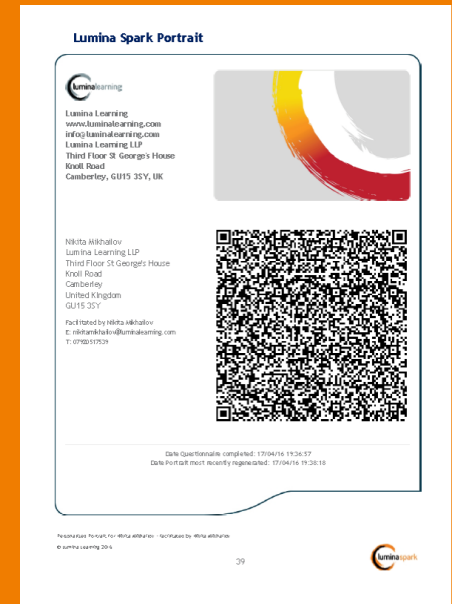 Lumina Spark Portrait
luminalearning
Lumina Learning
www.luminalearning.com
info@luminalearning.com
Lumina Learning LLP
Third Floor St George's House
Knoll Road
Camberley, GU15 3SY, UK
Nikita Mikhailov
Lumina Learning LLP
Third Floor St George's House
Knoll Road
Camberley
United Kingdom
GU15 3SY
Facilitated by Nikita Mikhailov
E: nikitamikhailov@luminalearning.com
T: 07920517539
Date Questionnaire completed: 17/04/16 19:36:57
Date Portrait most recently regenerated: 17/04/16 19:38:18
Personalised Portrait for Nikita Mikhailov - facilitated by Nikita Mikhailov
© Lumina Learning 2016
39
luminaspark